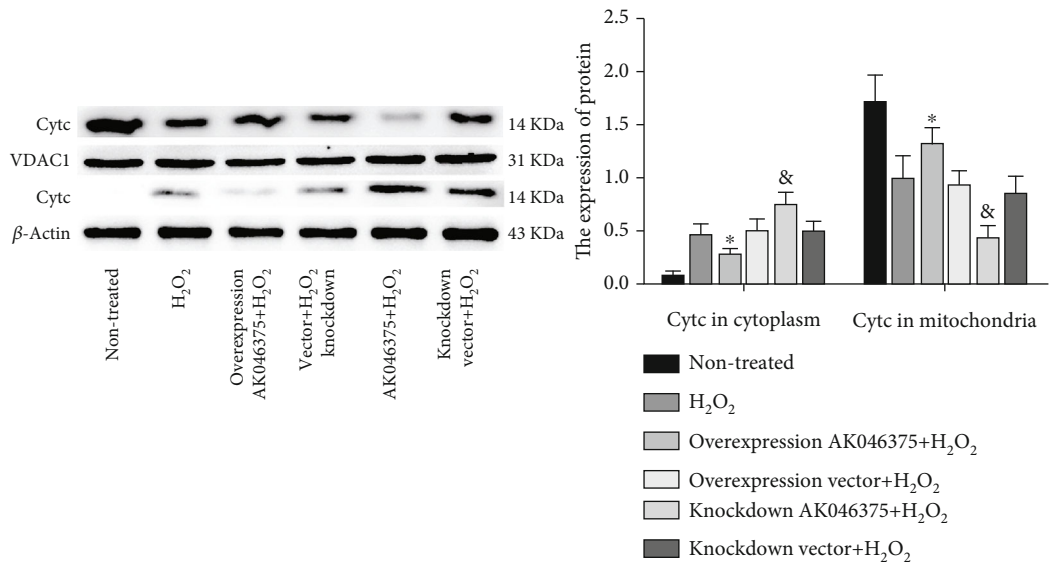 Cytc
14 KDa
VDAC1
31 KDa
Cytc
14 KDa
β-Actin
43 KDa
Non-treated
H₂O₂
Overexpression
AK046375+H₂O₂
Vector+H₂O₂
knockdown
AK046375+H₂O₂
Knockdown
vector+H₂O₂
The expression of protein
2.5
2.0
1.5
1.0
0.5
0.0
*
&
*
&
Cytc in cytoplasm
Cytc in mitochondria
Non-treated
H₂O₂
Overexpression AK046375+H₂O₂
Overexpression vector+H₂O₂
Knockdown AK046375+H₂O₂
Knockdown vector+H₂O₂